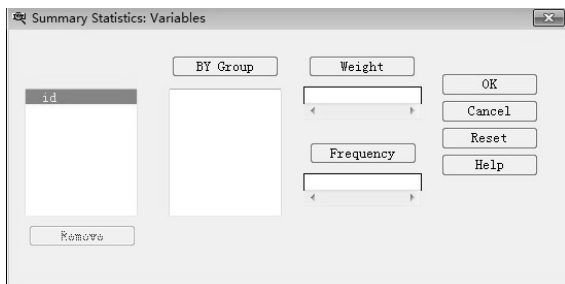 Summary Statistics: Variables
BY Group
Weight
OK
id
Cancel
Reset
Frequency
Help
Remove